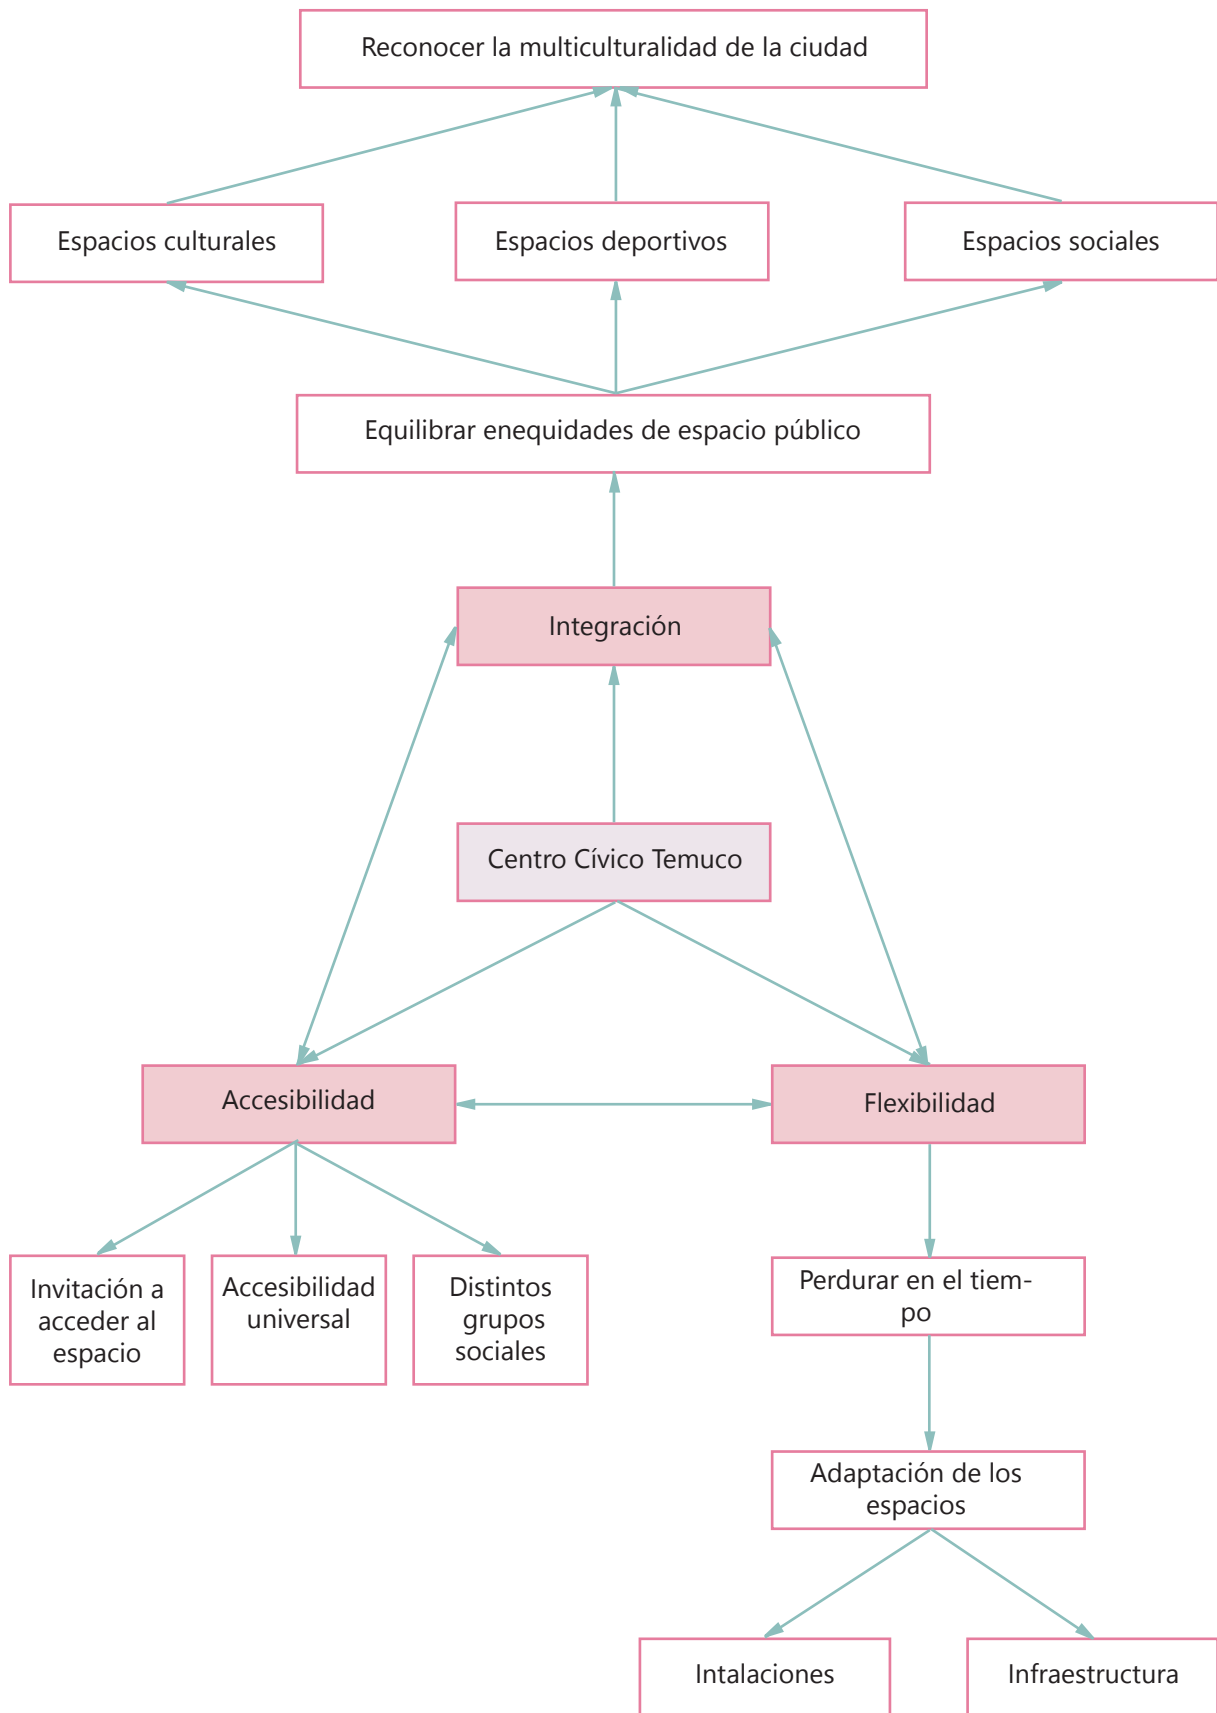 Reconocer la multiculturalidad de la ciudad
Espacios culturales
Espacios deportivos
Espacios sociales
Equilibrar enequidades de espacio público
Integración
Centro Cívico Temuco
Accesibilidad
Flexibilidad
Invitación a
acceder al
espacio
Accesibilidad
universal
Distintos
grupos
sociales
Perdurar en el tiem-
po
Adaptación de los
espacios
Intalaciones
Infraestructura